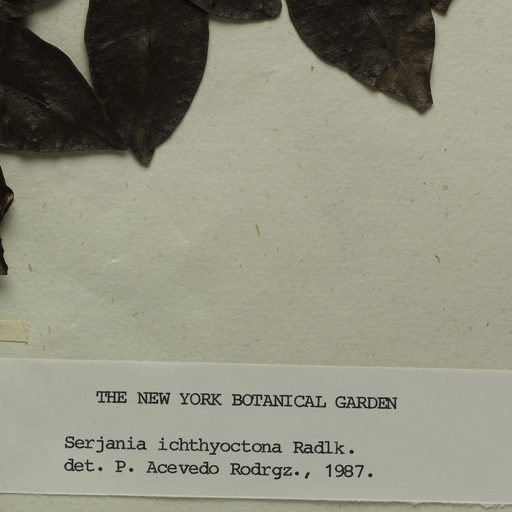 THE NEW YORK BOTANICAL GARDEN
Serjania ichthyoctona Radlk.
det. P. Acevedo Rodrgz., 1987.